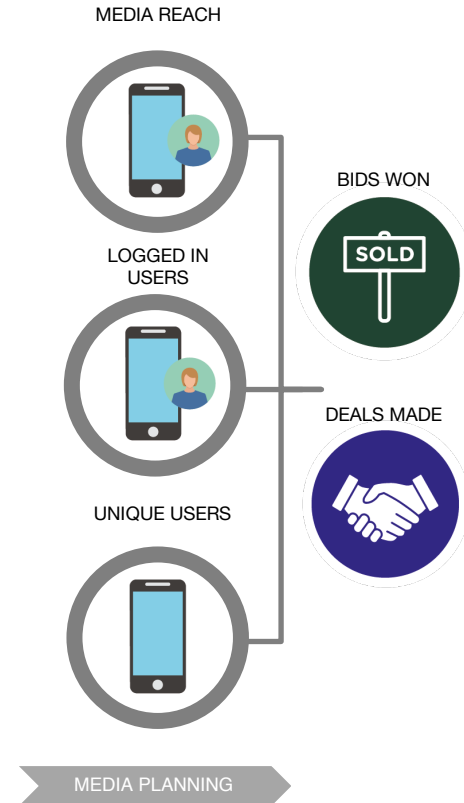 MEDIA REACH
BIDS WON
SOLD
LOGGED IN
USERS
DEALS MADE
UNIQUE USERS
MEDIA PLANNING